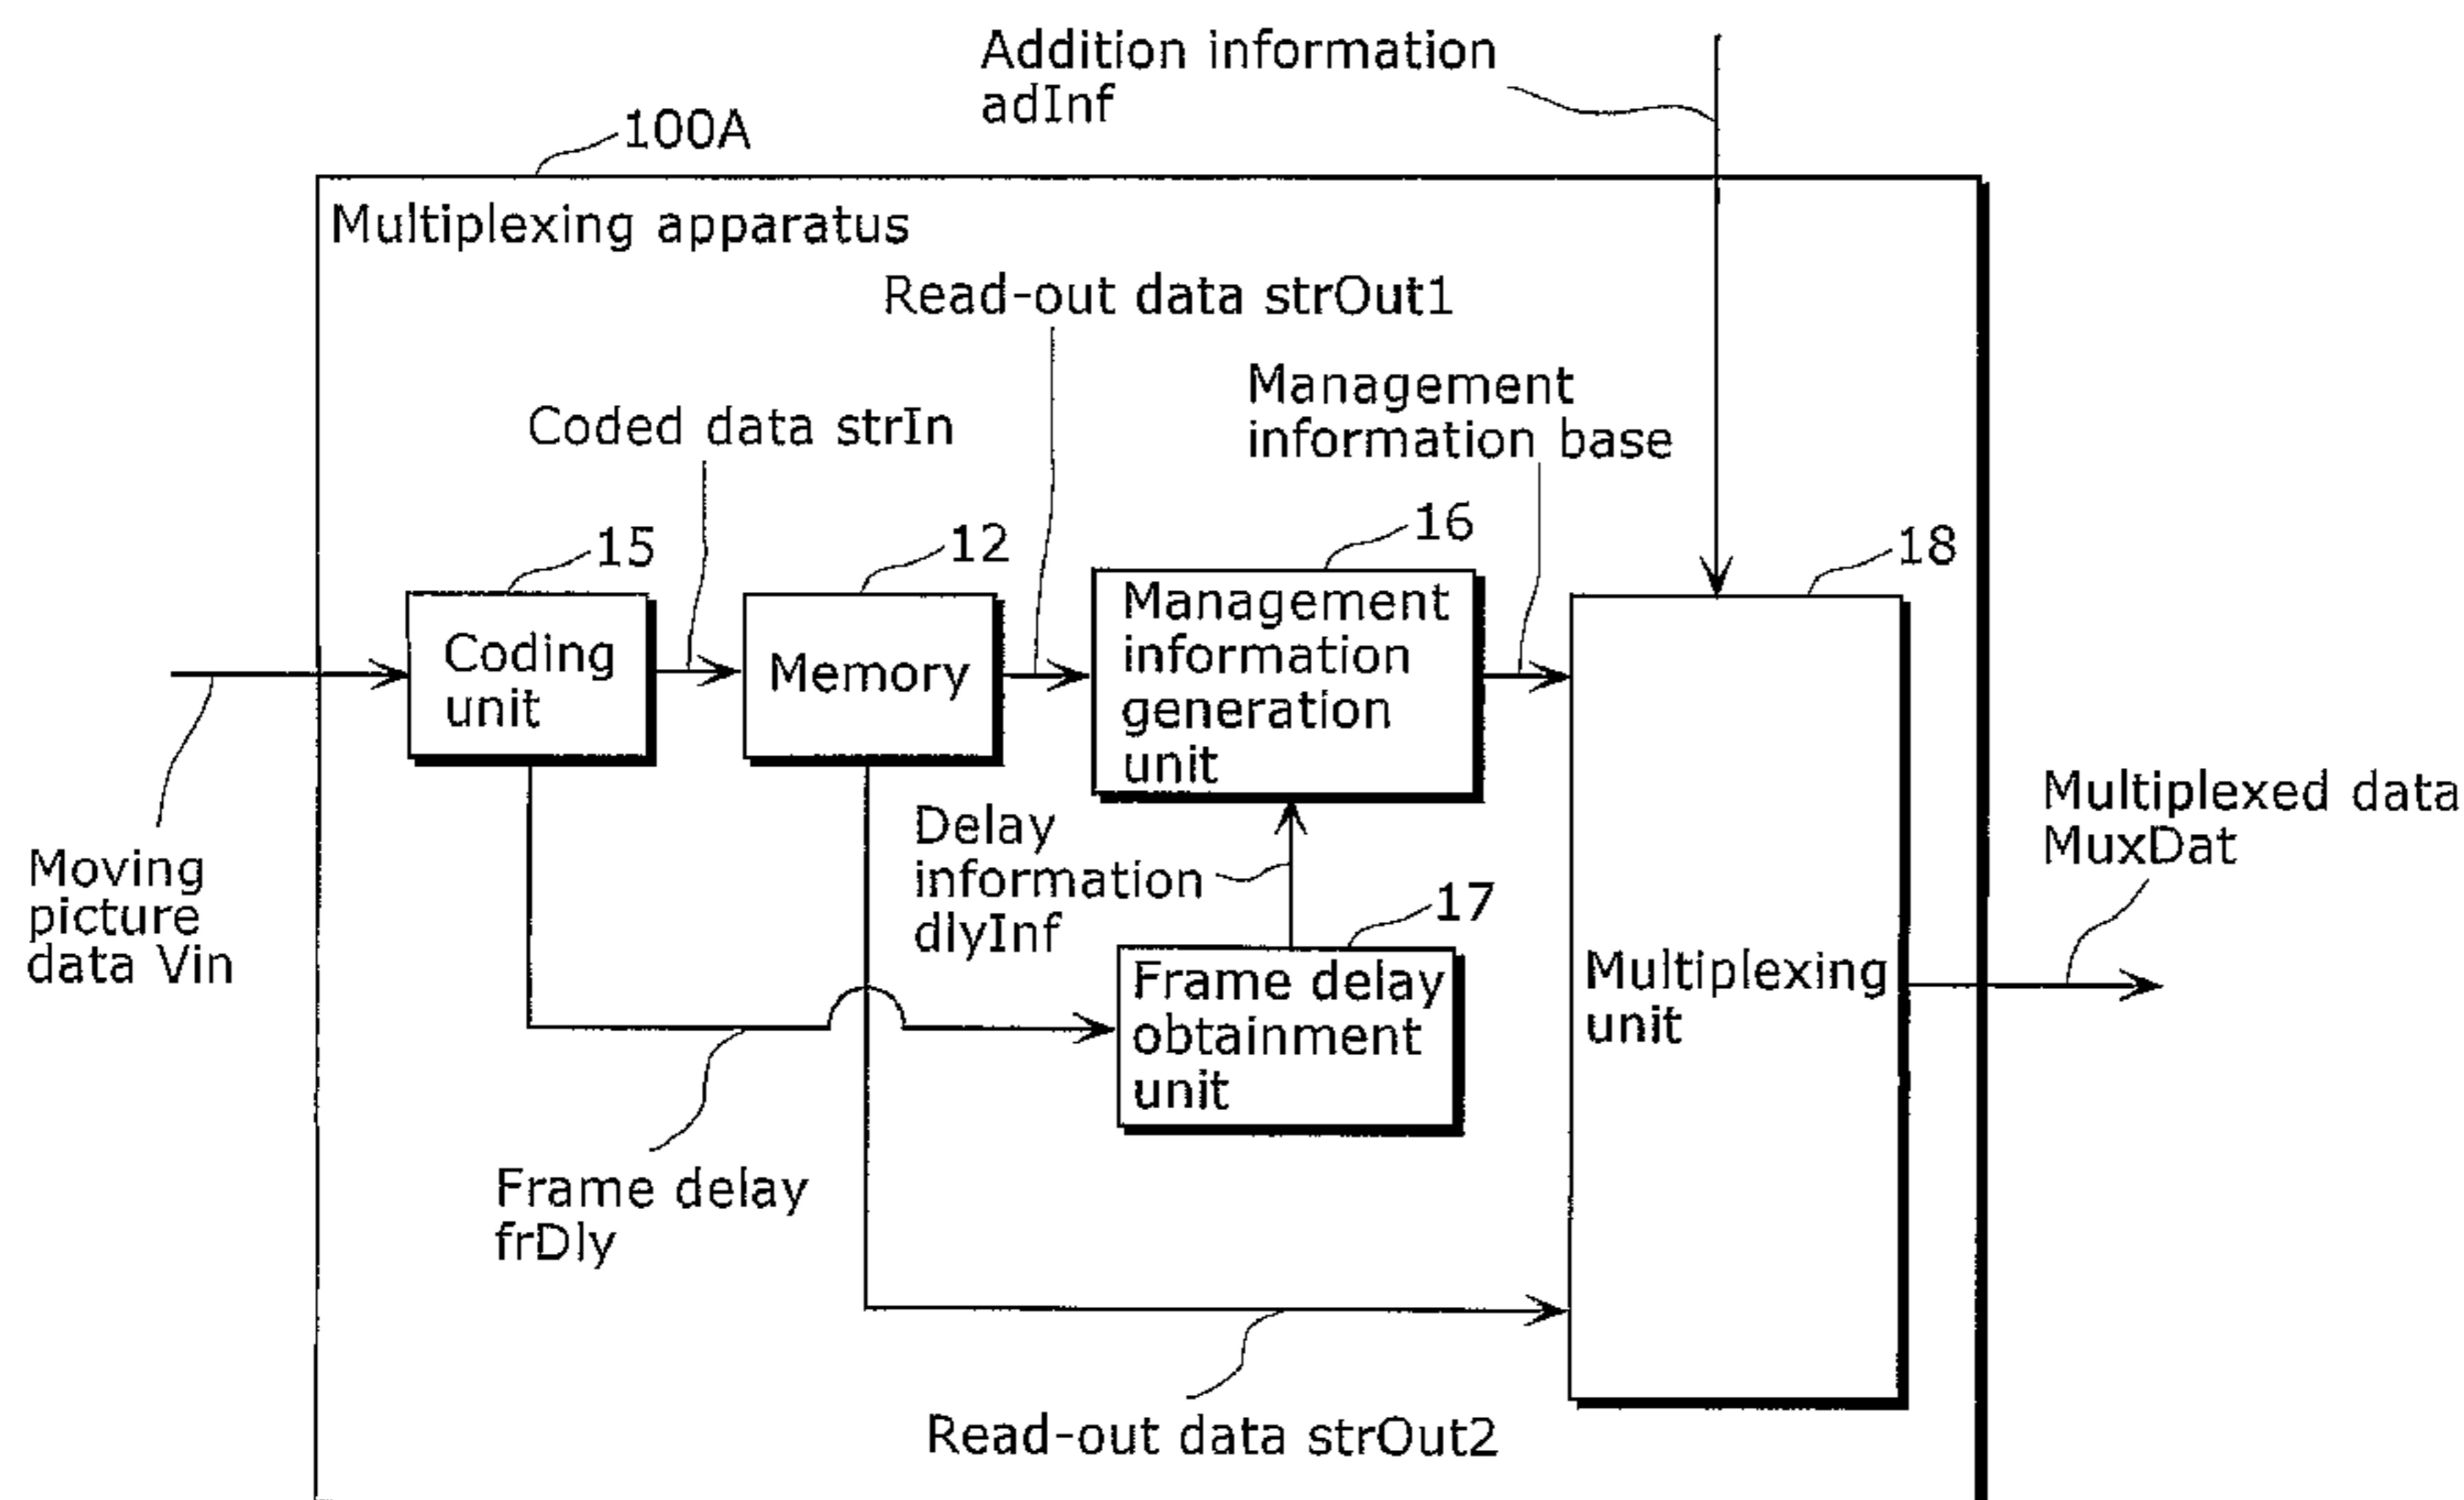 Addition information
adInf
100A
Multiplexing apparatus
Read-out data strOut1
Management
information base
Coded data strIn
15
12
16
18
Coding
unit
Memory
Management
information
generation
unit
Moving
picture
data Vin
Delay
information
dlyInf
17
Frame delay
obtainment
unit
Multiplexing
unit
Multiplexed data
MuxDat
Frame delay
frDly
Read-out data strOut2